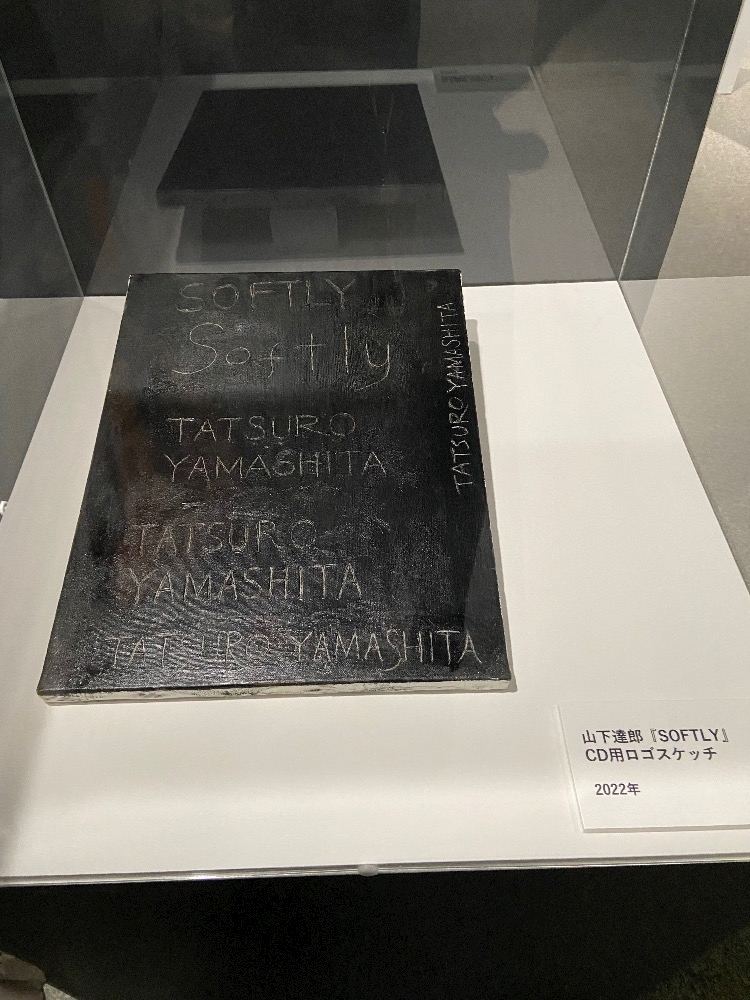 SOFTLY
Softly
TATSURO
YAMASHITA
TATSURO
YAMASHITA
TATSURO YAMASHITA
TATSURO YAMASHITA
山下達郎『SOFTLY』
CD用ロゴスケッチ
2022年